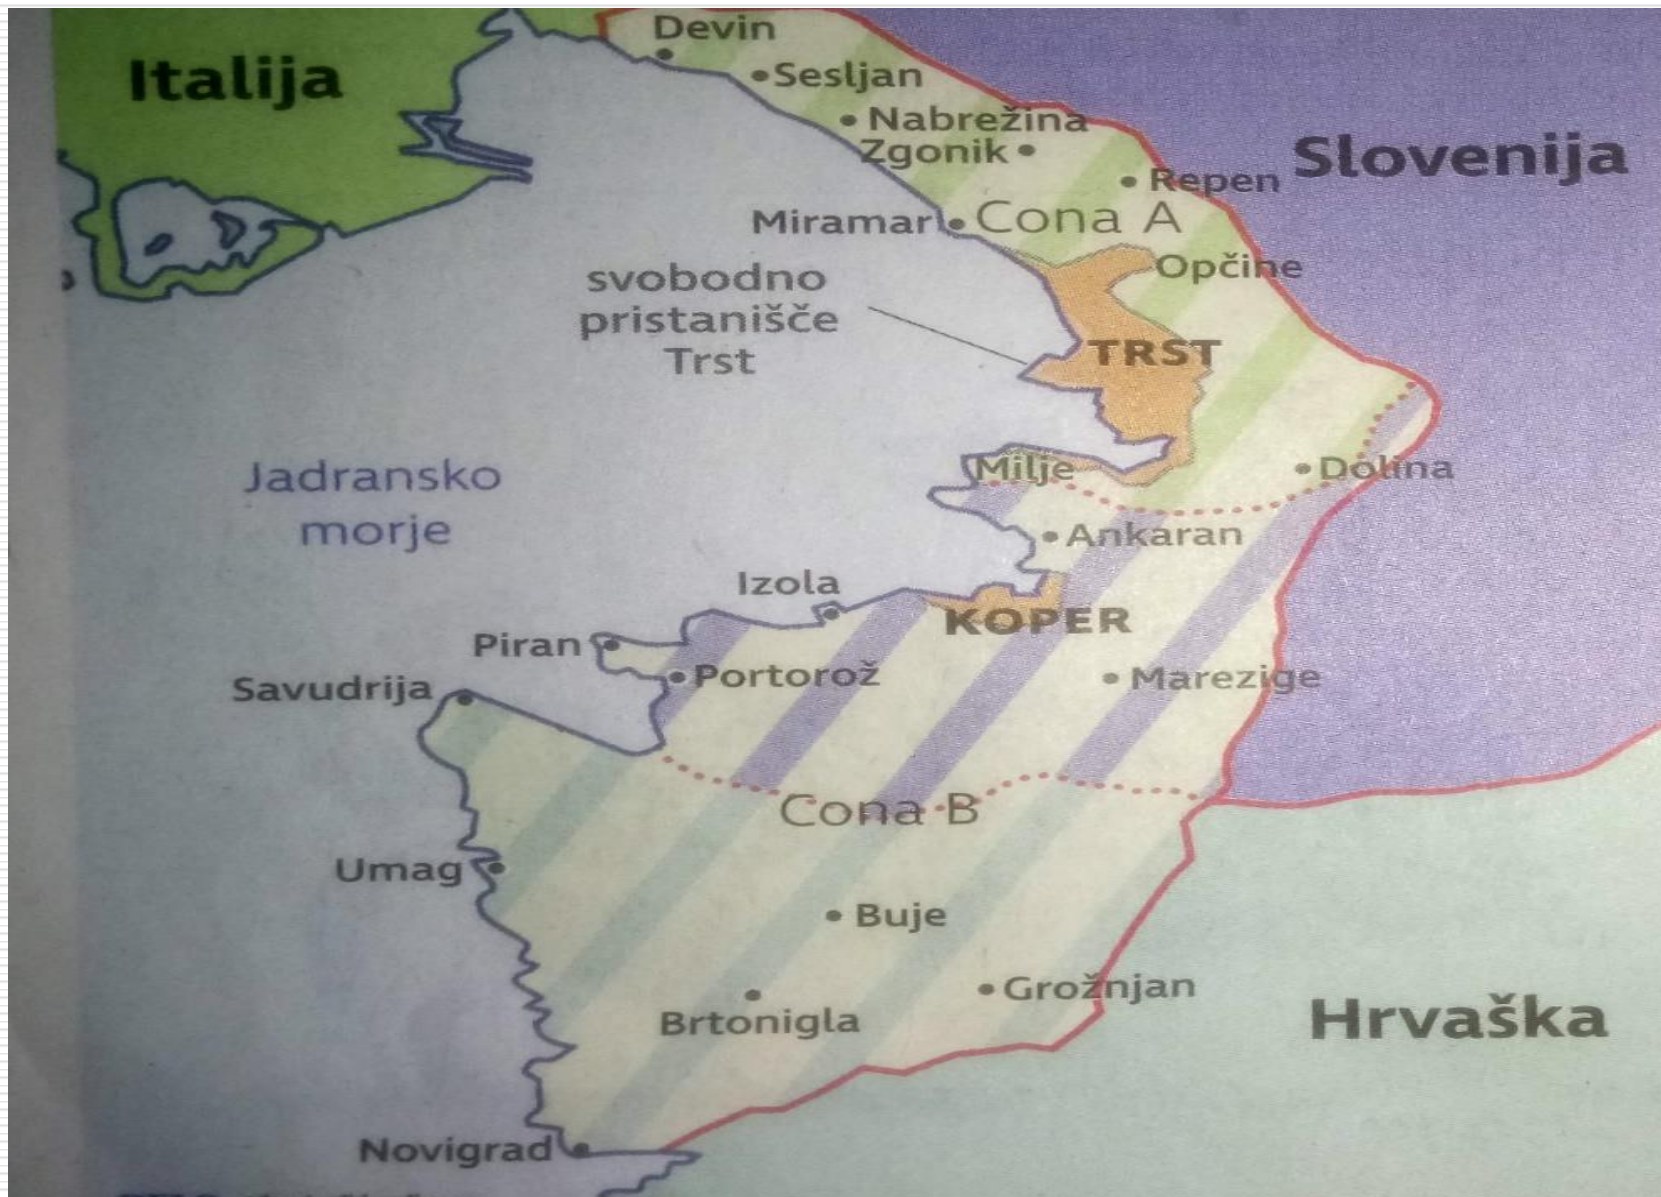 Devin
Italija
Sesljan
Nabrežina
Zgonik
Slovenija
Repen
Miramar
Cona A
Opčine
svobodno
pristanišče
Trst
TRST
Milje
Dolina
Jadransko
morje
Ankaran
Izola
KOPER
Piran
Portorož
Marezige
Savudrija
Cona B
Umag
Buje
Grožnjan
Brtonigla
Hrvaška
Novigrad